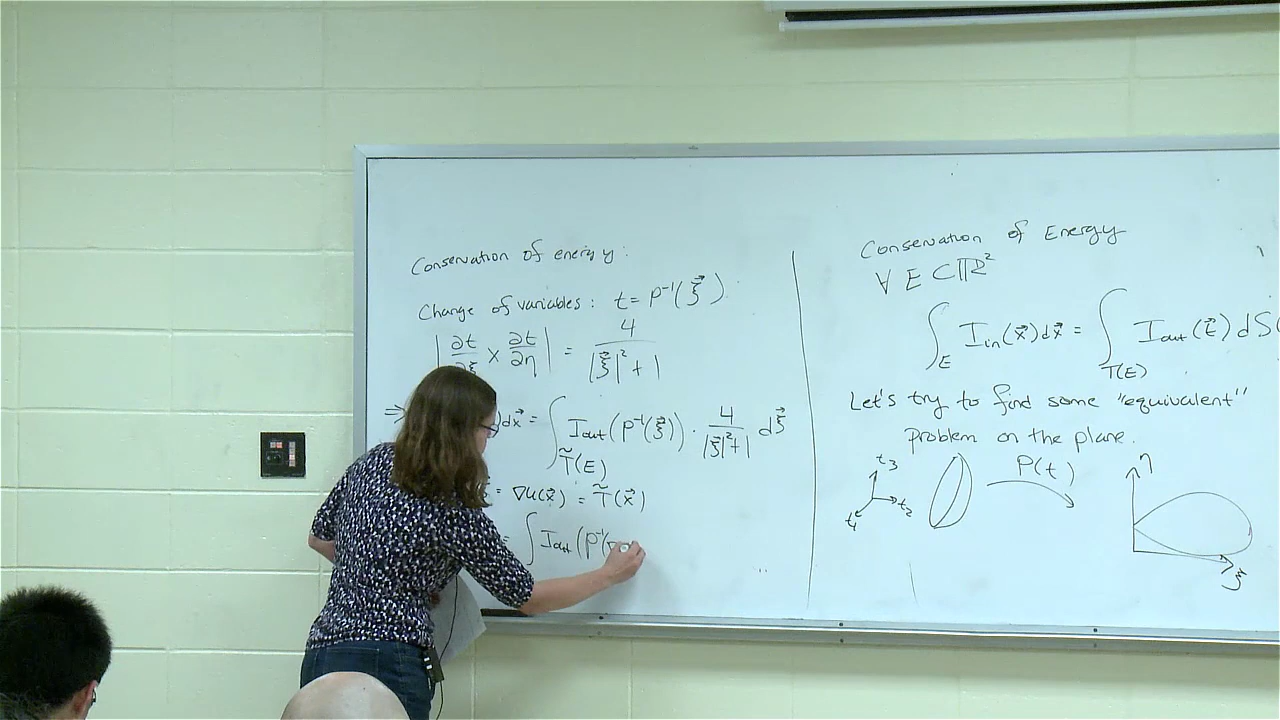 Conservation of energy:
Change of variables: t = P⁻¹(ξ⃗)
| ∂t/∂ξ × ∂t/∂η | = 4 / | |ξ⃗|² + 1 |
⇒ )dx⃗ = ∫_{T̃(E)} I_out(P⁻¹(ξ⃗)) · 4 / | |ξ⃗|² + 1 | dξ⃗
= ∇u(x⃗) = T̃(x⃗)
= ∫ I_out(P⁻¹(
Conservation of Energy
∀ E ⊂ ℝ²
∫_E I_in(x⃗)dx⃗ = ∫_{T(E)} I_out(t⃗) dS(
Let's try to find some "equivalent"
problem on the plane.
t₃
t₂
t₁
P(t)
η
ξ